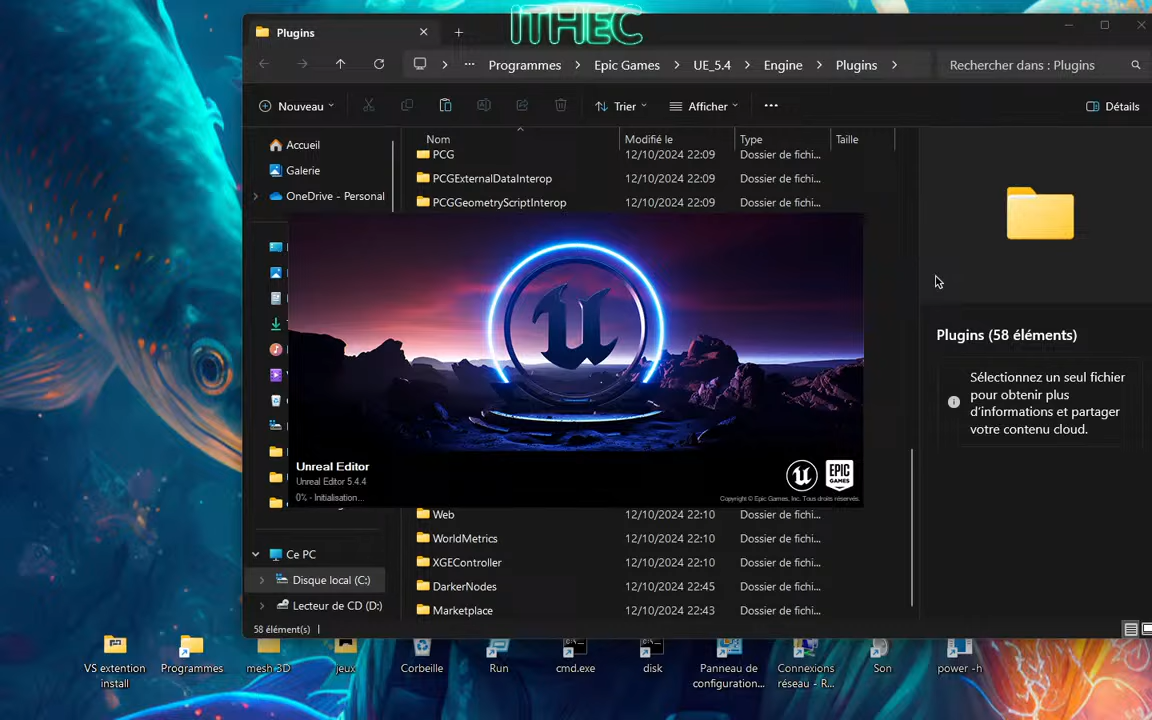 ITHEC
Plugins
Programmes > Epic Games > UE_5.4 > Engine > Plugins >
Rechercher dans : Plugins
Nouveau
Trier
Afficher
Détails
Nom
Modifié le
Type
Taille
Accueil
Galerie
OneDrive - Personal
PCG 12/10/2024 22:09 Dossier de fichi...
PCGExternalDataInterop 12/10/2024 22:09 Dossier de fichi...
PCGGeometryScriptInterop 12/10/2024 22:09 Dossier de fichi...
Unreal Editor
Unreal Editor 5.4.4
0% - Initialisation...
EPIC
GAMES
Copyright © Epic Games, Inc. Tous droits réservés.
Web 12/10/2024 22:10 Dossier de fichi...
WorldMetrics 12/10/2024 22:10 Dossier de fichi...
XGEController 12/10/2024 22:10 Dossier de fichi...
DarkerNodes 12/10/2024 22:45 Dossier de fichi...
Marketplace 12/10/2024 22:43 Dossier de fichi...
Ce PC
Disque local (C:)
Lecteur de CD (D:)
58 élément(s)
Plugins (58 éléments)
Sélectionnez un seul fichier
pour obtenir plus
d'informations et partager
votre contenu cloud.
VS extention
install
Programmes
mesh 3D
jeux
Corbeille
Run
cmd.exe
disk
Panneau de
configuration...
Connexions
réseau - R...
Son
power -h